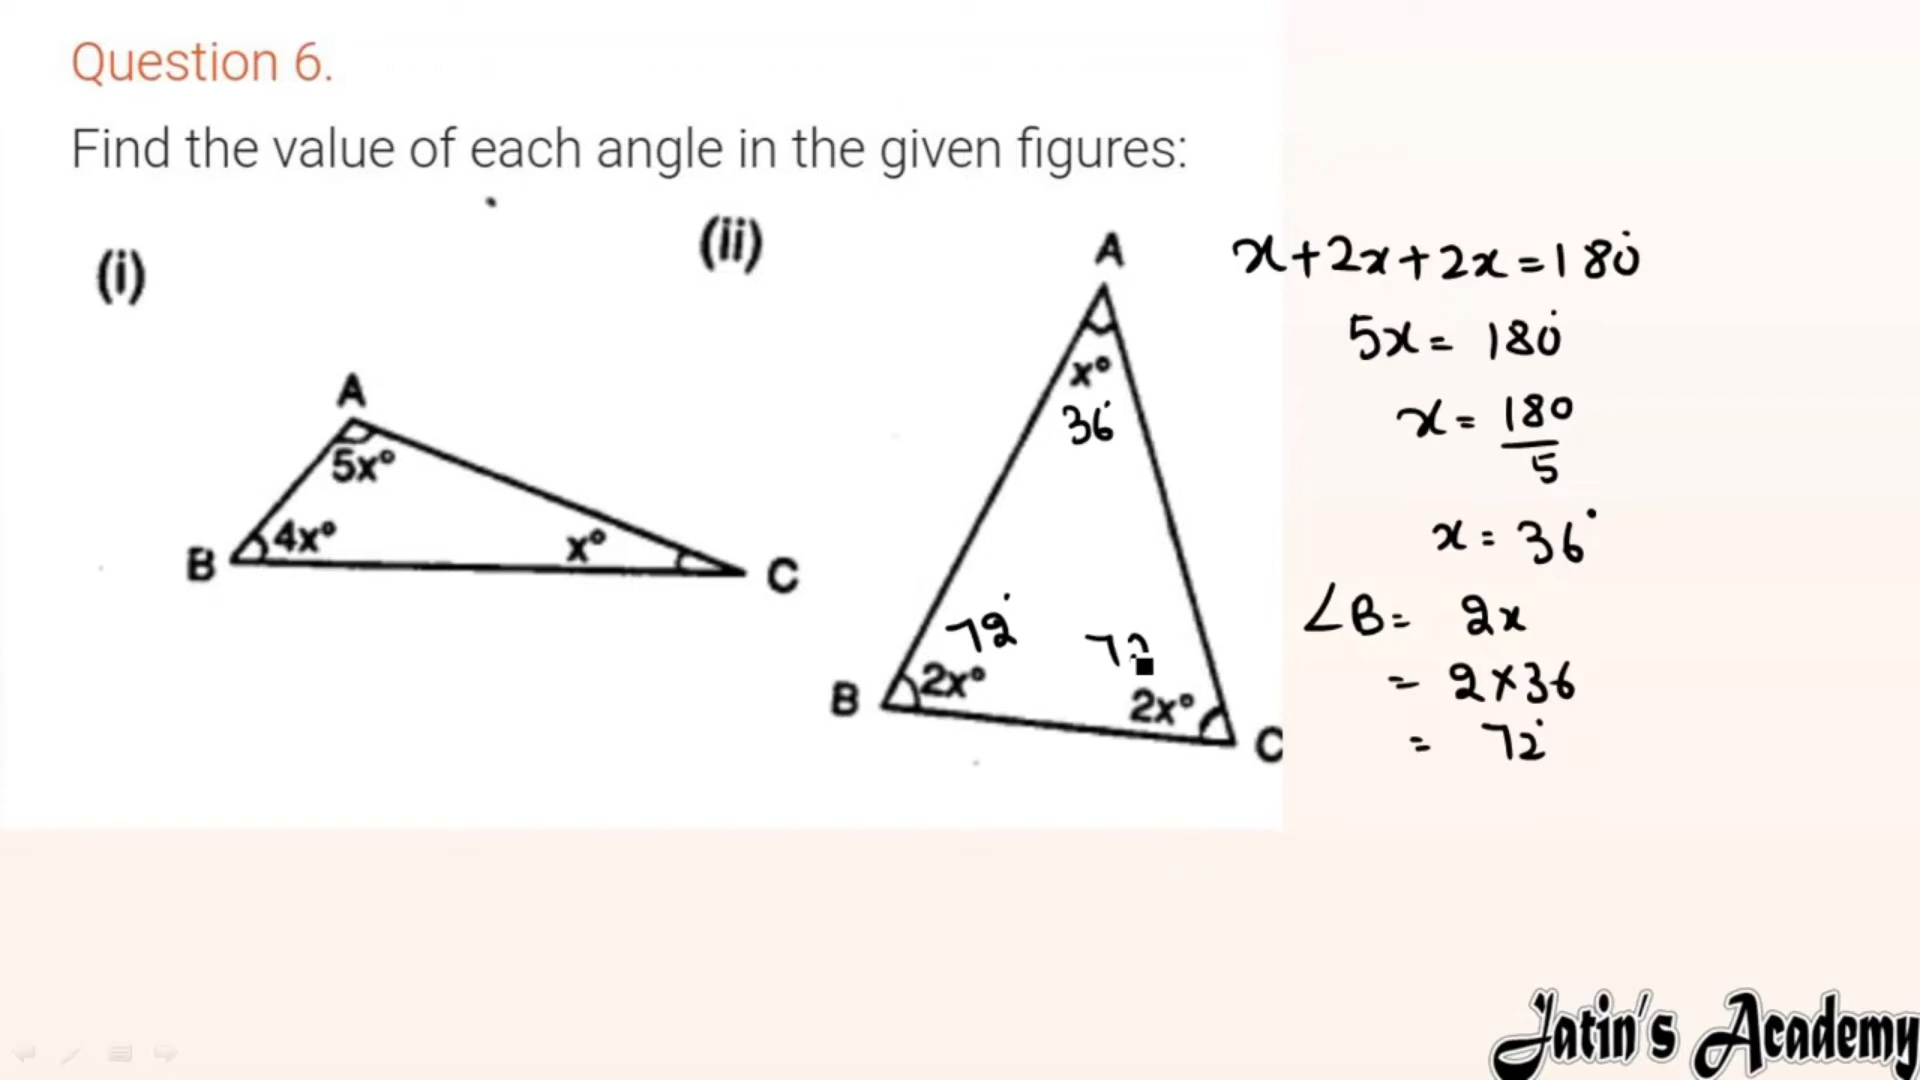 Question 6.
Find the value of each angle in the given figures:
(i)
A
5x°
B
4x°
x°
C
(ii)
A
x°
36°
72°
B
2x°
2x°
C
x+2x+2x=180°
5x= 180°
x= 180
5
x= 36°
∠B= 2x
= 2×36
= 72°
Jatin's Academy